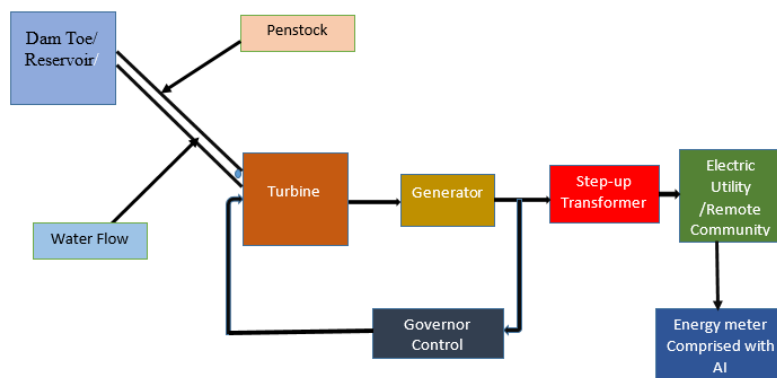 Dam Toe/
Reservoir/
Penstock
Water Flow
Turbine
Generator
Step-up
Transformer
Electric
Utility
/Remote
Community
Governor
Control
Energy meter
Comprised with
AI